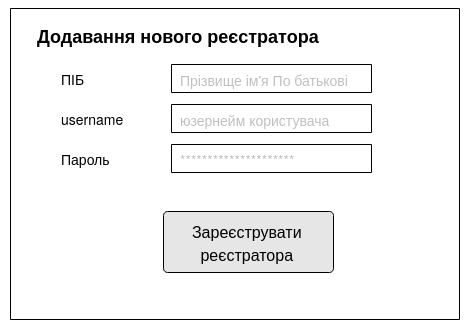 Додавання нового реєстратора
ПІБ Прізвище ім'я По батькові
username юзернейм користувача
Пароль *********************
Зареєструвати
реєстратора